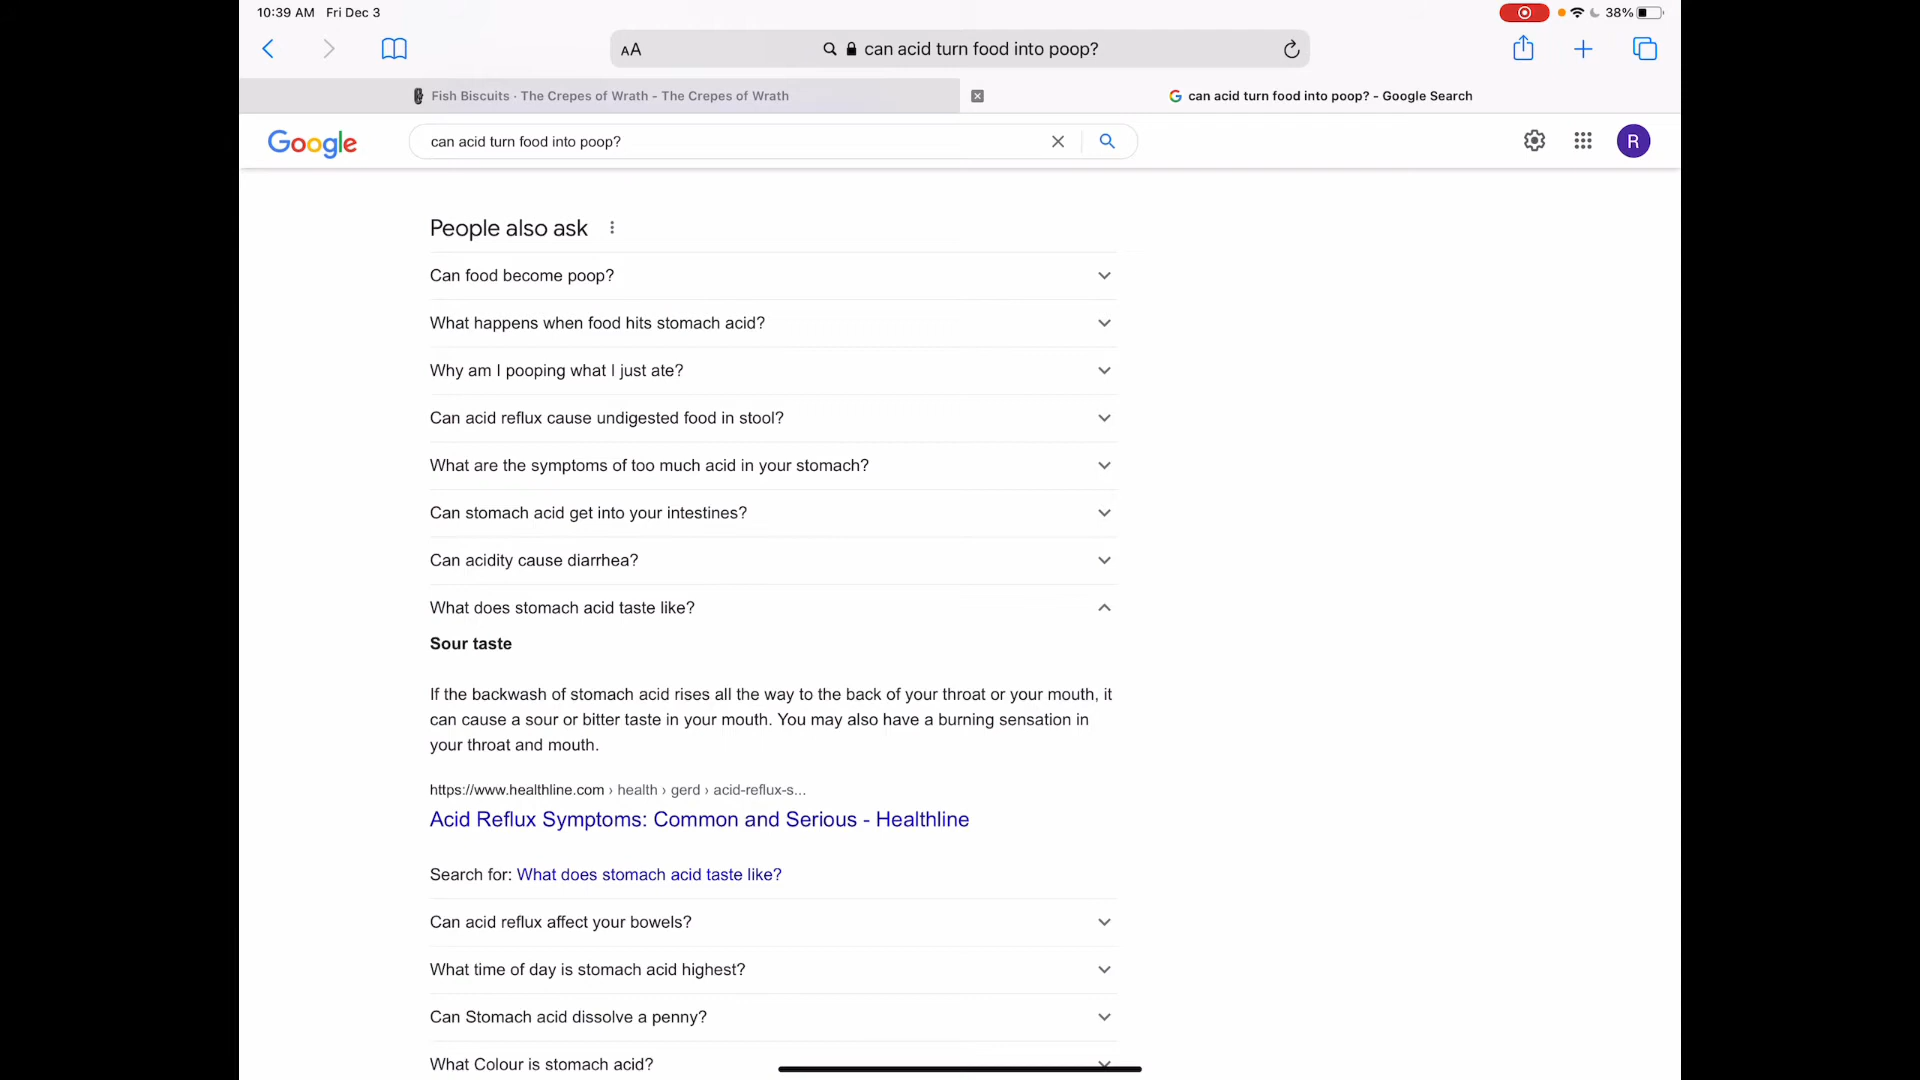 10:39 AM Fri Dec 3
38%
AA can acid turn food into poop?
Fish Biscuits · The Crepes of Wrath - The Crepes of Wrath
can acid turn food into poop? - Google Search
Google
can acid turn food into poop?
R
People also ask
Can food become poop?
What happens when food hits stomach acid?
Why am I pooping what I just ate?
Can acid reflux cause undigested food in stool?
What are the symptoms of too much acid in your stomach?
Can stomach acid get into your intestines?
Can acidity cause diarrhea?
What does stomach acid taste like?
Sour taste
If the backwash of stomach acid rises all the way to the back of your throat or your mouth, it
can cause a sour or bitter taste in your mouth. You may also have a burning sensation in
your throat and mouth.
https://www.healthline.com › health › gerd › acid-reflux-s...
Acid Reflux Symptoms: Common and Serious - Healthline
Search for: What does stomach acid taste like?
Can acid reflux affect your bowels?
What time of day is stomach acid highest?
Can Stomach acid dissolve a penny?
What Colour is stomach acid?